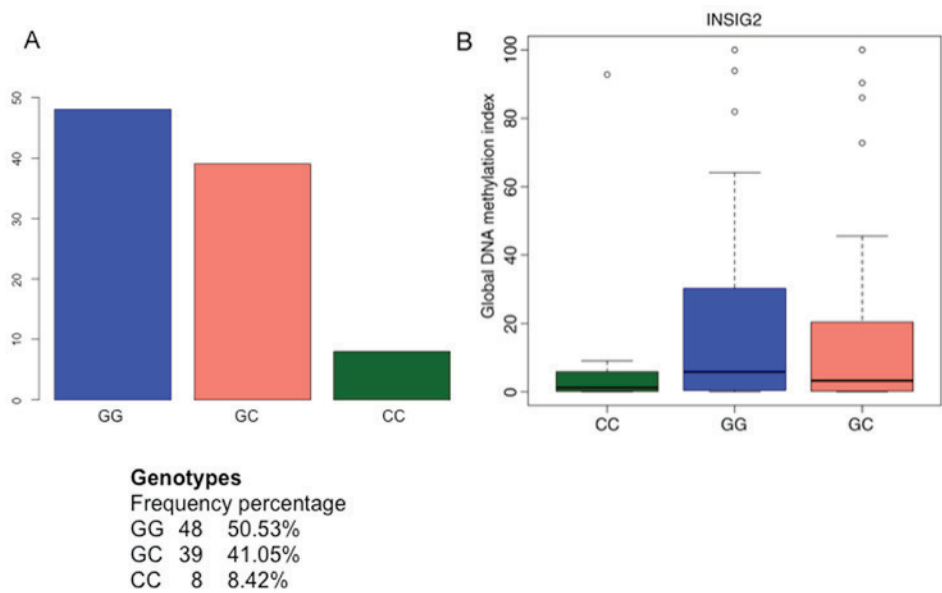 A
50
40
30
20
10
0
GG GC CC
B
INSIG2
Global DNA methylation index
100
80
60
40
20
0
CC GG GC
Genotypes
Frequency percentage
GG 48 50.53%
GC 39 41.05%
CC 8 8.42%